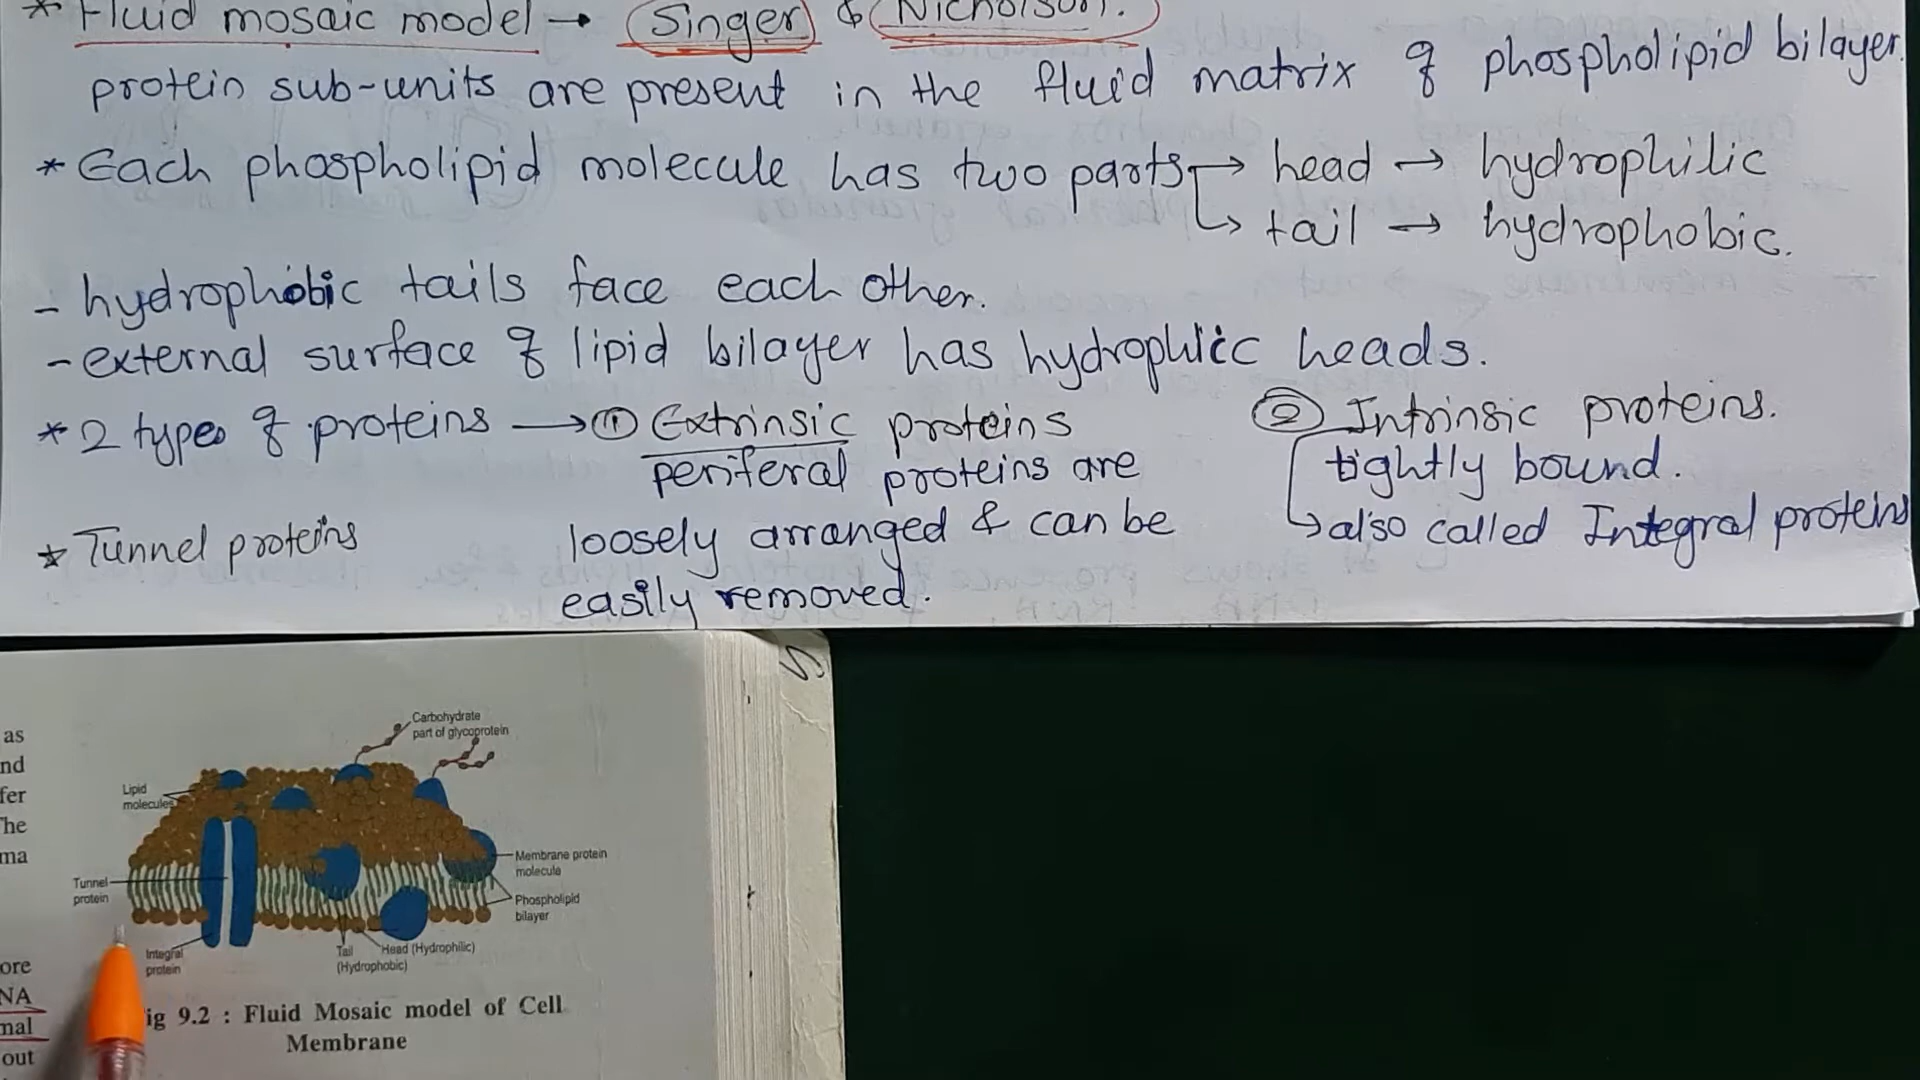 * Fluid mosaic model → Singer & Nicholson.
protein sub-units are present in the fluid matrix of phospholipid bilayer.
* Each phospholipid molecule has two parts → head → hydrophilic
↳ tail → hydrophobic.
- hydrophobic tails face each other.
- external surface of lipid bilayer has hydrophlic heads.
* 2 types of proteins → ① Extrinsic proteins
periferal proteins are
loosely arranged & can be
easily removed.
② Intrinsic proteins.
tightly bound.
↳ also called Integral proteins
* Tunnel proteins
as
nd
fer
The
ma
ore
NA
nal
out
Carbohydrate
part of glycoprotein
Lipid
molecules
Tunnel
protein
Integral
protein
Tail
(Hydrophobic)
Head (Hydrophilic)
Membrane protein
molecule
Phospholipid
bilayer
ig 9.2 : Fluid Mosaic model of Cell
Membrane